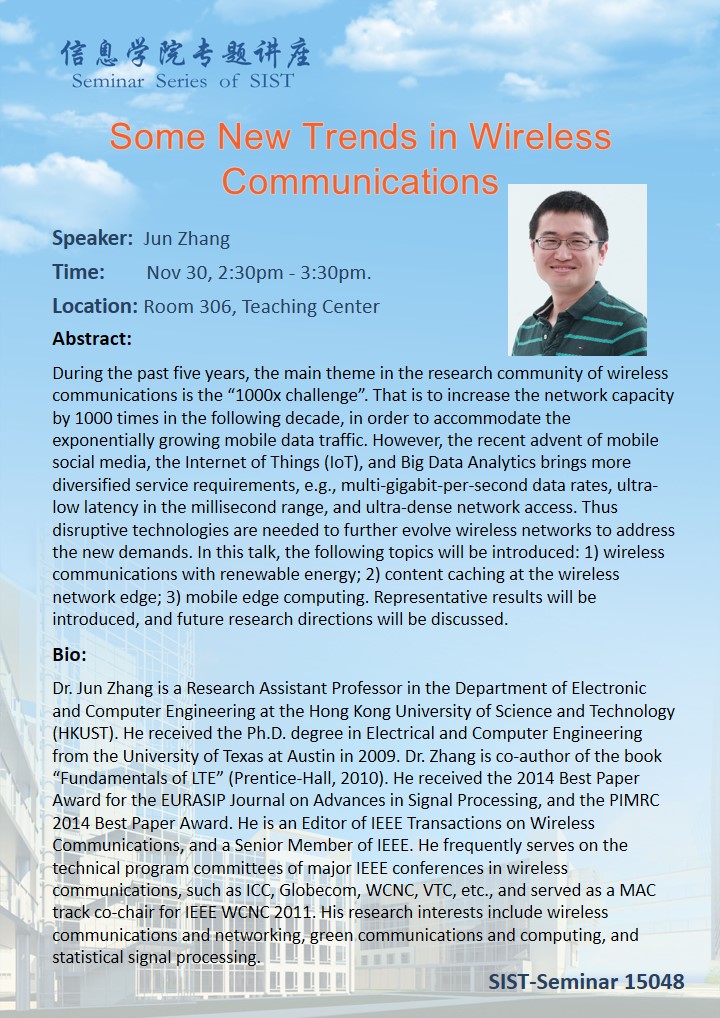 信息学院专题讲座
Seminar Series of SIST
Some New Trends in Wireless
Communications
Speaker: Jun Zhang
Time: Nov 30, 2:30pm - 3:30pm.
Location: Room 306, Teaching Center
Abstract:
During the past five years, the main theme in the research community of wireless
communications is the “1000x challenge”. That is to increase the network capacity
by 1000 times in the following decade, in order to accommodate the
exponentially growing mobile data traffic. However, the recent advent of mobile
social media, the Internet of Things (IoT), and Big Data Analytics brings more
diversified service requirements, e.g., multi-gigabit-per-second data rates, ultra-
low latency in the millisecond range, and ultra-dense network access. Thus
disruptive technologies are needed to further evolve wireless networks to address
the new demands. In this talk, the following topics will be introduced: 1) wireless
communications with renewable energy; 2) content caching at the wireless
network edge; 3) mobile edge computing. Representative results will be
introduced, and future research directions will be discussed.
Bio:
Dr. Jun Zhang is a Research Assistant Professor in the Department of Electronic
and Computer Engineering at the Hong Kong University of Science and Technology
(HKUST). He received the Ph.D. degree in Electrical and Computer Engineering
from the University of Texas at Austin in 2009. Dr. Zhang is co-author of the book
“Fundamentals of LTE” (Prentice-Hall, 2010). He received the 2014 Best Paper
Award for the EURASIP Journal on Advances in Signal Processing, and the PIMRC
2014 Best Paper Award. He is an Editor of IEEE Transactions on Wireless
Communications, and a Senior Member of IEEE. He frequently serves on the
technical program committees of major IEEE conferences in wireless
communications, such as ICC, Globecom, WCNC, VTC, etc., and served as a MAC
track co-chair for IEEE WCNC 2011. His research interests include wireless
communications and networking, green communications and computing, and
statistical signal processing.
SIST-Seminar 15048